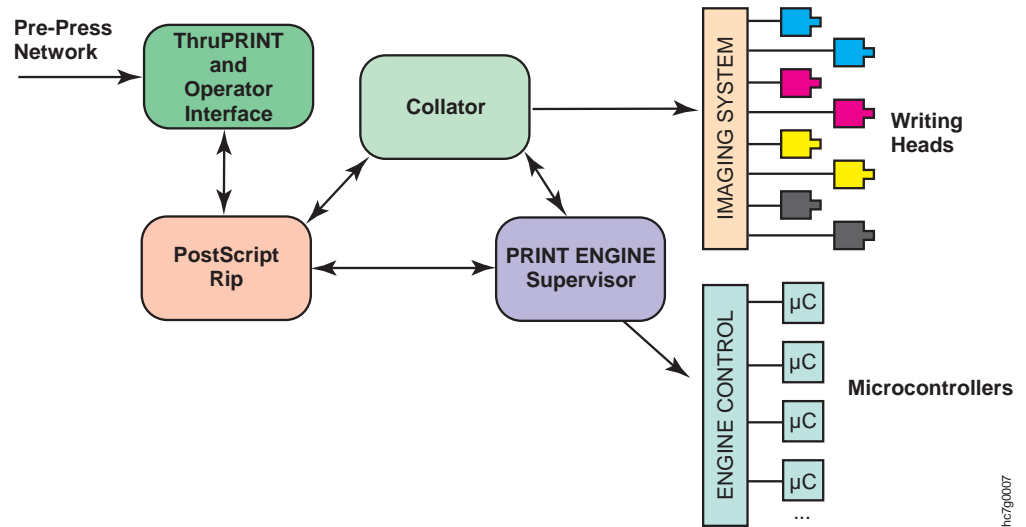 Pre-Press
Network
ThruPRINT
and
Operator
Interface
Collator
IMAGING SYSTEM
Writing
Heads
PostScript
Rip
PRINT ENGINE
Supervisor
ENGINE CONTROL
µC
µC
µC
µC
...
Microcontrollers
hc7g0007